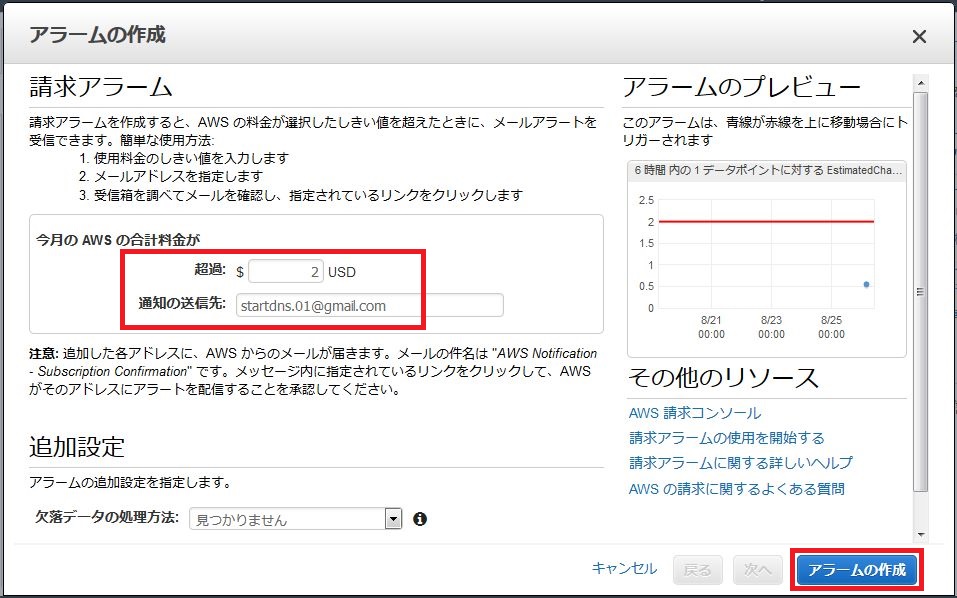 アラームの作成
請求アラーム
請求アラームを作成すると、AWS の料金が選択したしきい値を超えたときに、メールアラートを
受信できます。簡単な使用方法:
1. 使用料金のしきい値を入力します
2. メールアドレスを指定します
3. 受信箱を調べてメールを確認し、指定されているリンクをクリックします
今月の AWS の合計料金が
超過: $ 2 USD
通知の送信先: startdns.01@gmail.com
注意: 追加した各アドレスに、AWS からのメールが届きます。メールの件名は "AWS Notification
- Subscription Confirmation" です。メッセージ内に指定されているリンクをクリックして、AWS
がそのアドレスにアラートを配信することを承認してください。
追加設定
アラームの追加設定を指定します。
欠落データの処理方法: 見つかりません
アラームのプレビュー
このアラームは、青線が赤線を上に移動場合にト
リガーされます
6 時間 内の 1 データポイントに対する EstimatedCha...
2.5
2
1.5
1
0.5
0
8/21 8/23 8/25
00:00 00:00 00:00
その他のリソース
AWS 請求コンソール
請求アラームの使用を開始する
請求アラームに関する詳しいヘルプ
AWS の請求に関するよくある質問
キャンセル 戻る 次へ アラームの作成